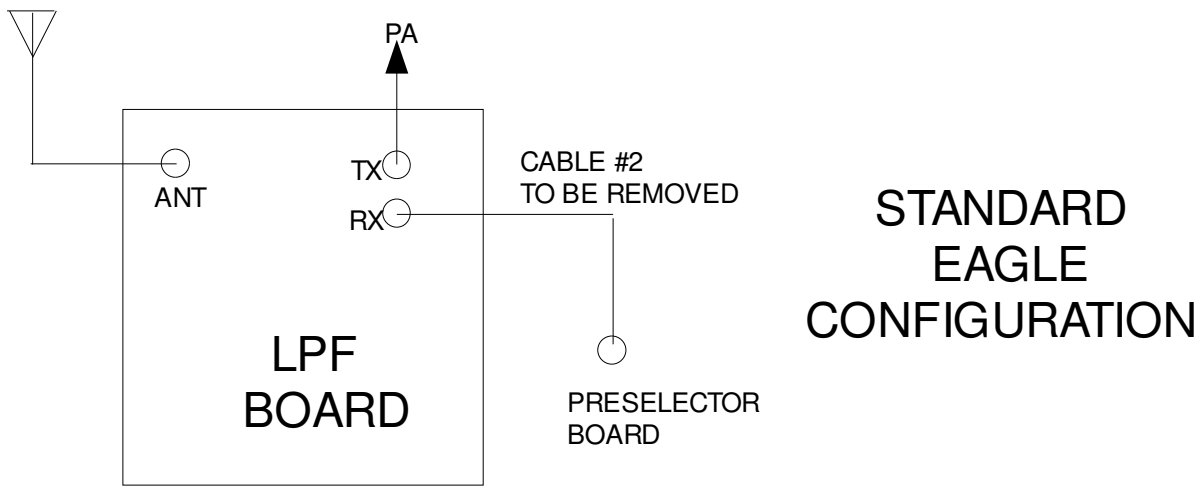 PA
TX
CABLE #2
TO BE REMOVED
ANT
RX
STANDARD
EAGLE
CONFIGURATION
LPF
BOARD
PRESELECTOR
BOARD